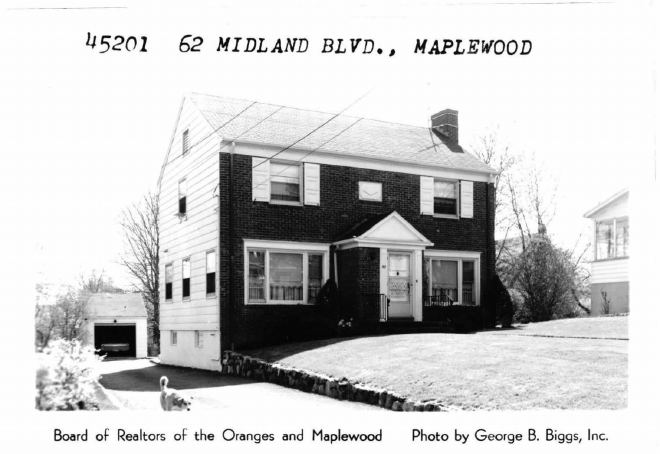 45201 62 MIDLAND BLVD., MAPLEWOOD
Board of Realtors of the Oranges and Maplewood Photo by George B. Biggs, Inc.